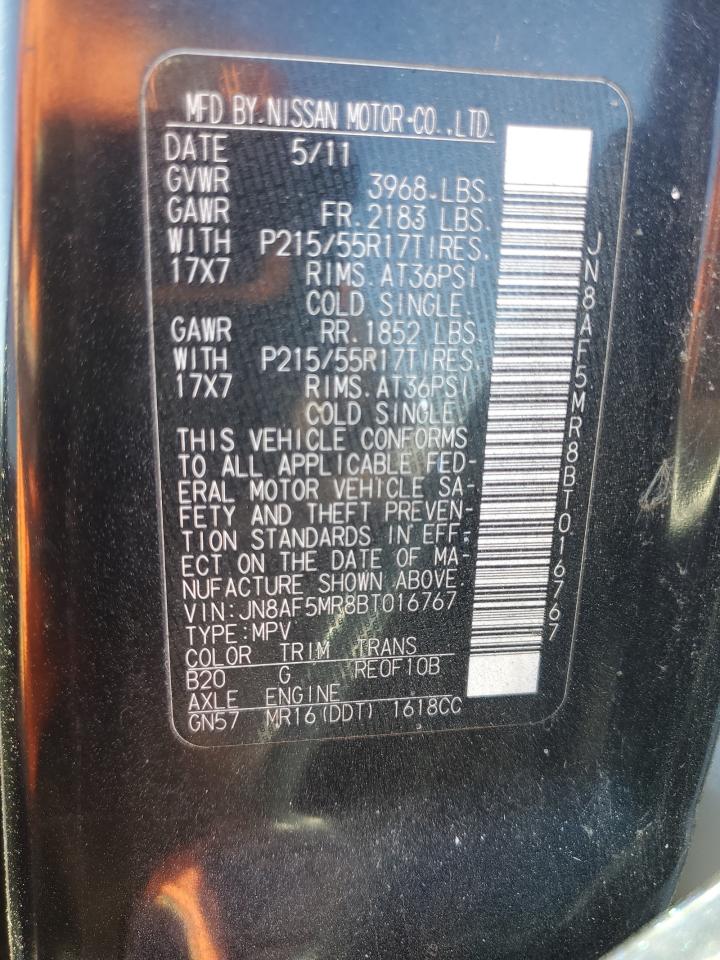 MFD BY.NISSAN MOTOR CO.,LTD.
DATE 5/11
GVWR 3968 LBS.
GAWR FR.2183 LBS.
WITH P215/55R17TIRES.
17X7 RIMS.AT36PSI
COLD SINGLE.
GAWR RR.1852 LBS.
WITH P215/55R17TIRES.
17X7 RIMS.AT36PSI
COLD SINGLE.
THIS VEHICLE CONFORMS
TO ALL APPLICABLE FED-
ERAL MOTOR VEHICLE SA-
FETY AND THEFT PREVEN-
TION STANDARDS IN EFF-
ECT ON THE DATE OF MA-
NUFACTURE SHOWN ABOVE.
VIN:JN8AF5MR8BT016767
TYPE:MPV
COLOR TRIM TRANS
B20 G RE0F10B
AXLE ENGINE
GN57 MR16(DDT) 1618CC
JN8AF5MR8BT016767